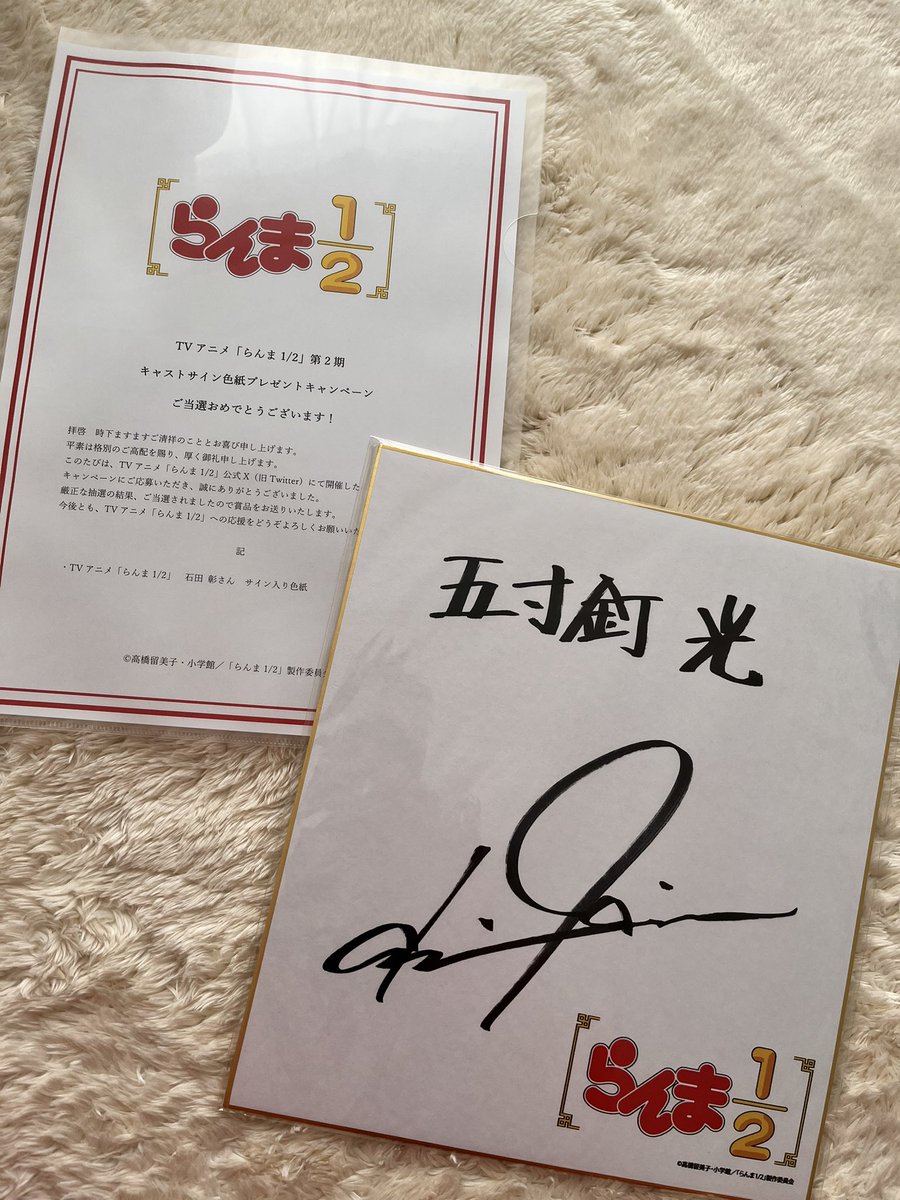 らんま1/2
TVアニメ「らんま1/2」第2期
キャストサイン色紙プレゼントキャンペーン
ご当選おめでとうございます!
拝啓 時下ますますご清祥のこととお喜び申し上げます。
平素は格別のご高配を賜り、厚く御礼申し上げます。
このたびは、TVアニメ「らんま1/2」公式X(旧Twitter)にて開催した
キャンペーンにご応募いただき、誠にありがとうございました。
厳正な抽選の結果、ご当選されましたので賞品をお送りいたします。
今後とも、TVアニメ「らんま1/2」への応援をどうぞよろしくお願いいた
記
・TVアニメ「らんま1/2」 石田 彰さん サイン入り色紙
©高橋留美子・小学館/「らんま1/2」製作委員
五寸釘 光
らんま1/2
©高橋留美子・小学館/「らんま1/2」製作委員会